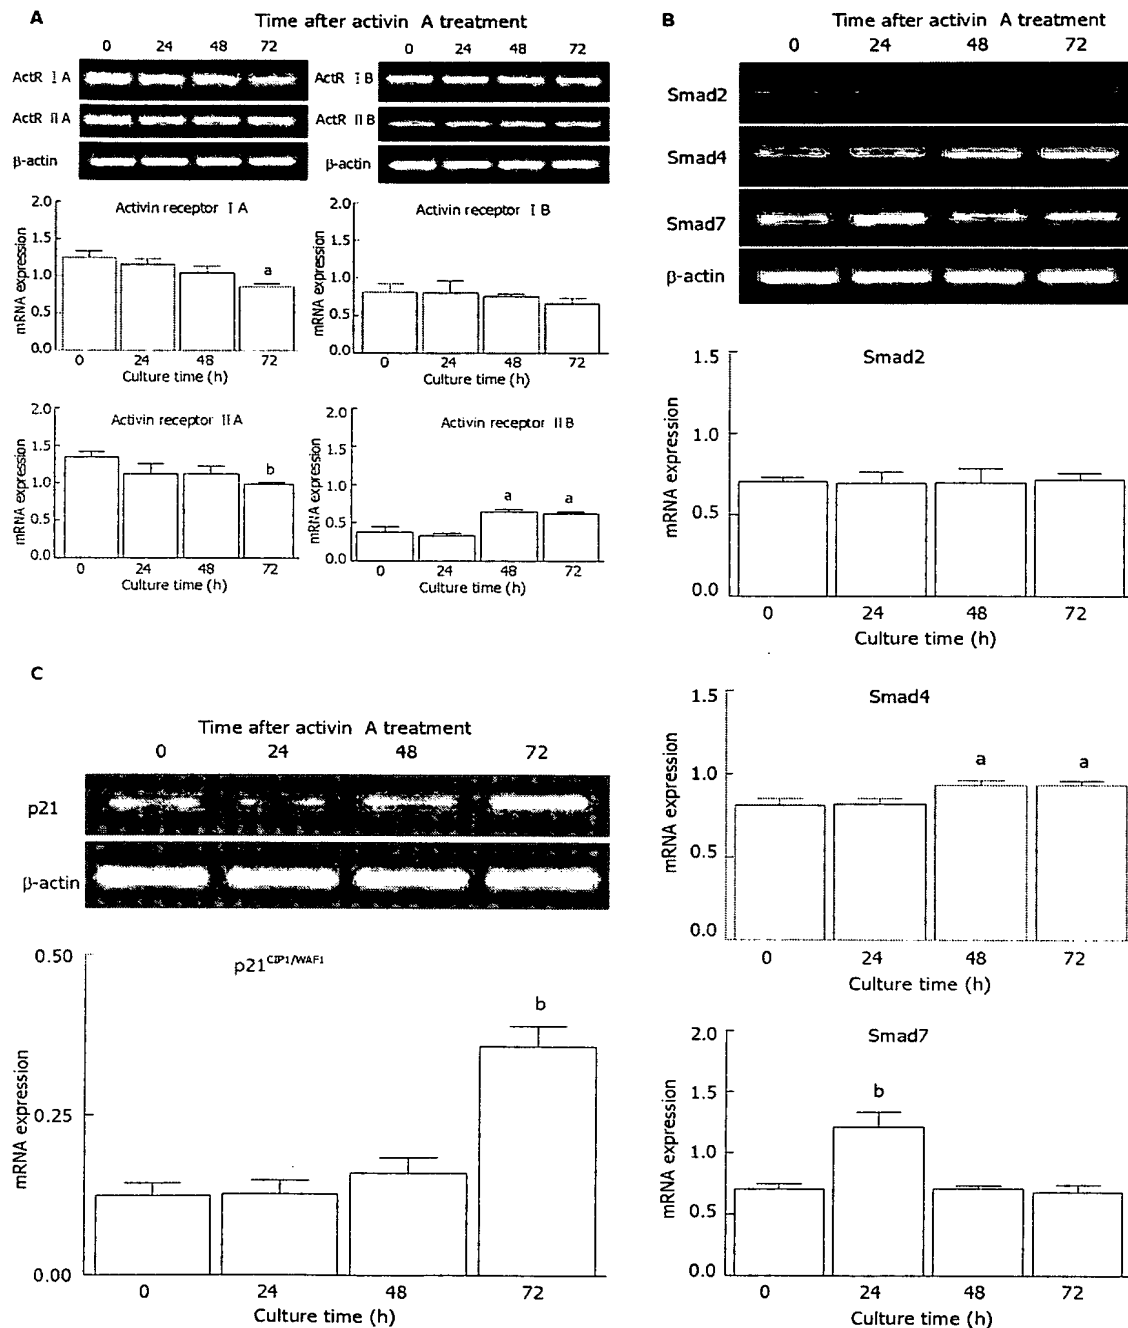 A
Time after activin A treatment
0 24 48 72 0 24 48 72
ActR I A
ActR I B
ActR II A
ActR II B
β-actin
β-actin
Activin receptor I A
mRNA expression
2.0
1.5
1.0
0.5
0.0
a
0 24 48 72
Culture time (h)
Activin receptor I B
mRNA expression
2.0
1.5
1.0
0.5
0.0
0 24 48 72
Culture time (h)
Activin receptor II A
mRNA expression
2.0
1.5
1.0
0.5
0.0
b
0 24 48 72
Culture time (h)
Activin receptor II B
mRNA expression
2.0
1.5
1.0
0.5
0.0
a a
0 24 48 72
Culture time (h)
B
Time after activin A treatment
0 24 48 72
Smad2
Smad4
Smad7
β-actin
Smad2
mRNA expression
1.5
1.0
0.5
0.0
0 24 48 72
Culture time (h)
Smad4
mRNA expression
1.5
1.0
0.5
0.0
a a
0 24 48 72
Culture time (h)
Smad7
mRNA expression
2.0
1.5
1.0
0.5
0.0
b
0 24 48 72
Culture time (h)
C
Time after activin A treatment
0 24 48 72
p21
β-actin
p21CIP1/WAF1
mRNA expression
0.50
0.25
0.00
b
0 24 48 72
Culture time (h)